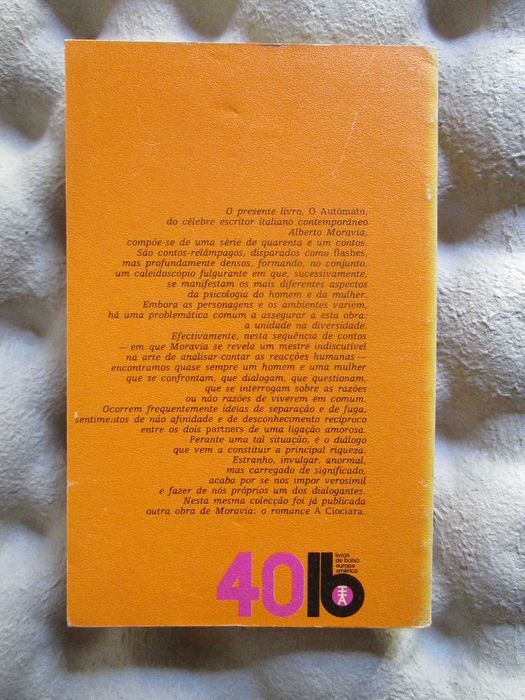 O presente livro, O Autómato,
do célebre escritor italiano contemporâneo
Alberto Moravia,
compõe-se de uma série de quarenta e um contos.
São contos-relâmpagos, disparados como flashes,
mas profundamente densos, formando, no conjunto,
um caleidoscópio fulgurante em que, sucessivamente,
se manifestam os mais diferentes aspectos
da psicologia do homem e da mulher.
Embora as personagens e os ambientes variem,
há uma problemática comum a assegurar a esta obra:
a unidade na diversidade.
Efectivamente, nesta sequência de contos
— em que Moravia se revela um mestre indiscutível
na arte de analisar-contar as reacções humanas —
encontramos quase sempre um homem e uma mulher
que se confrontam, que dialogam, que questionam,
que se interrogam sobre as razões
ou não razões de viverem em comum.
Ocorrem frequentemente ideias de separação e de fuga,
sentimentos de não afinidade e de desconhecimento recíproco
entre os dois partners de uma ligação amorosa.
Perante uma tal situação, é o diálogo
que vem a constituir a principal riqueza.
Estranho, invulgar, anormal,
mas carregado de significado,
acaba por se nos impor verosímil
e fazer de nós próprios um dos dialogantes.
Nesta mesma colecção foi já publicada
outra obra de Moravia: o romance A Ciociara.
40 lb
livros
de bolso
europa
américa